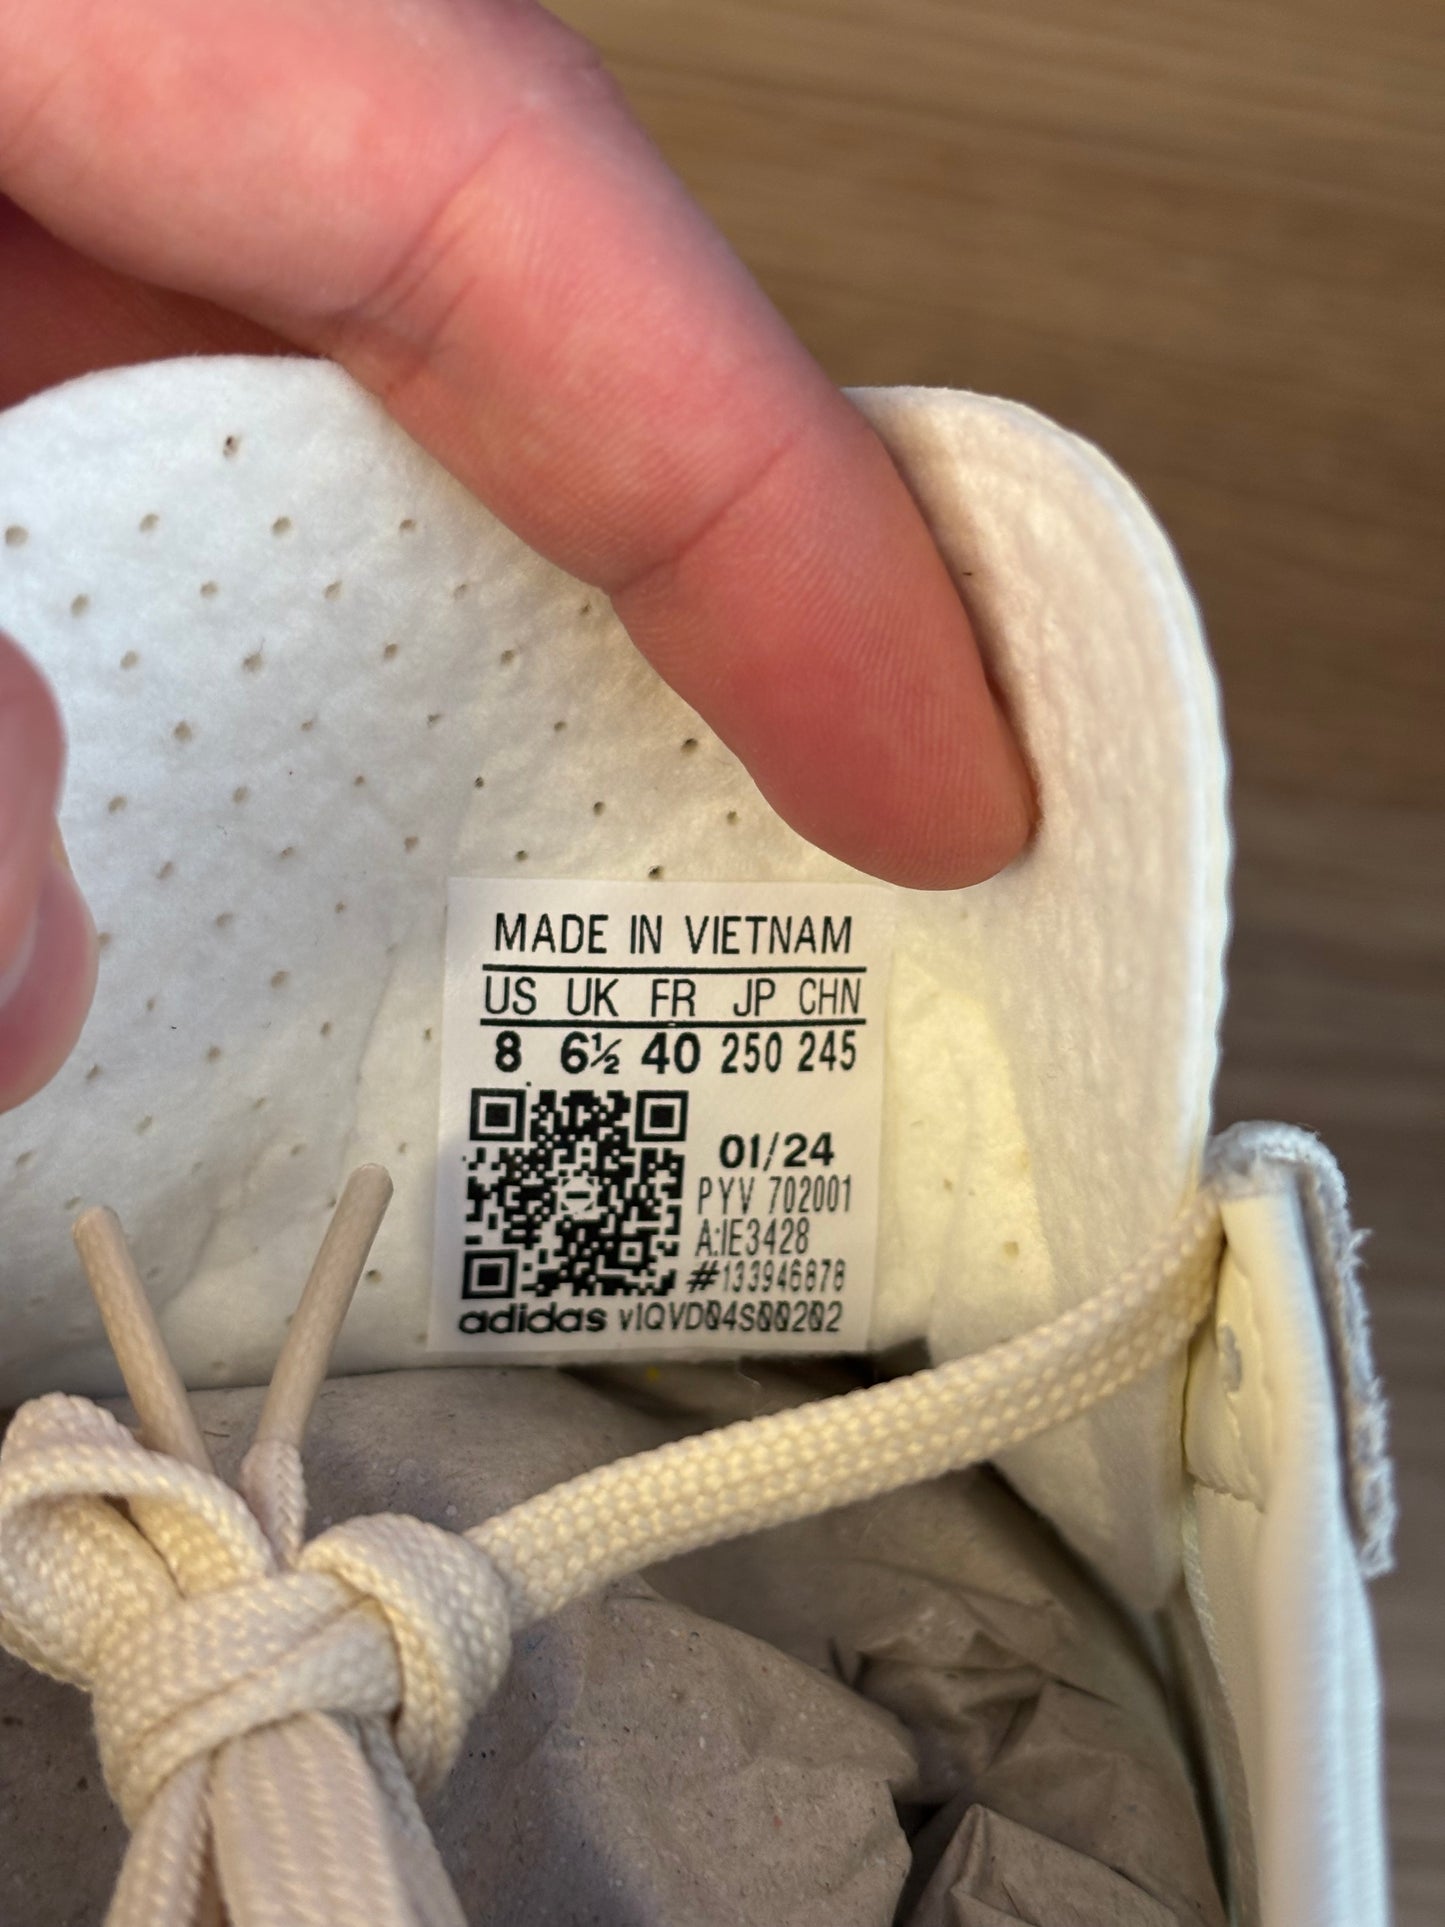 MADE IN VIETNAM
US UK FR JP CHN
8 6½ 40 250 245
01/24
PYV 702001
A:IE3428
#133946878
adidas vIQVD04S00202